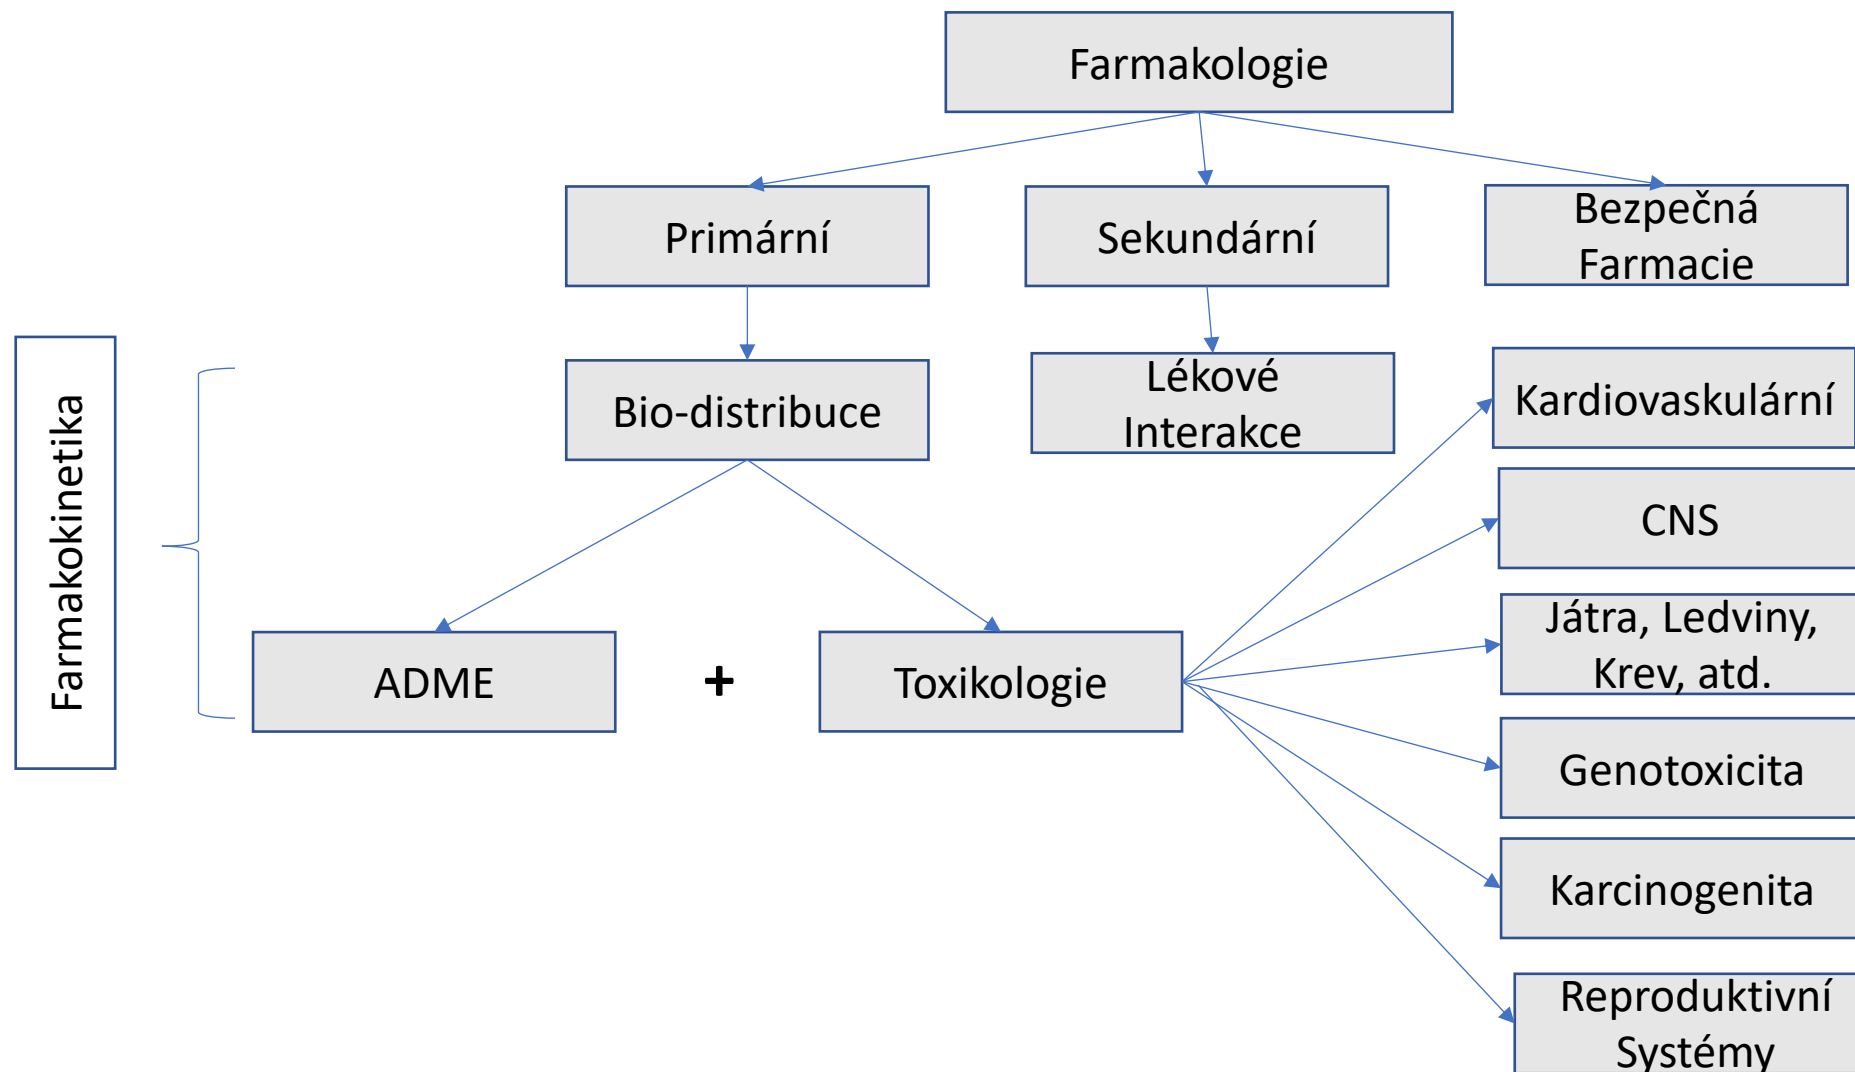 Farmakologie
Primární
Sekundární
Bezpečná
Farmacie
Farmakokinetika
Bio-distribuce
Lékové
Interakce
Kardiovaskulární
CNS
ADME
+
Toxikologie
Játra, Ledviny,
Krev, atd.
Genotoxicita
Karcinogenita
Reproduktivní
Systémy